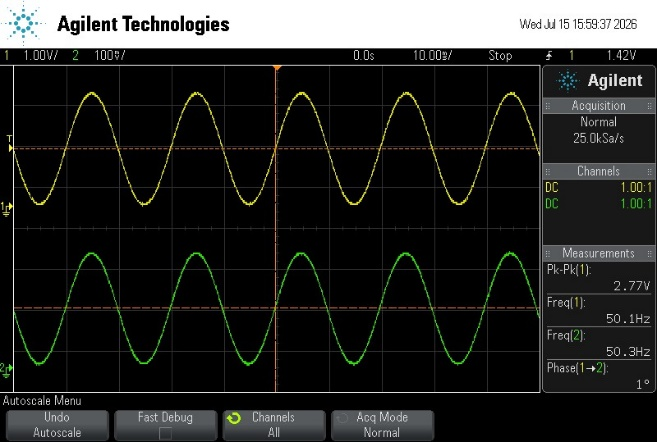 Agilent Technologies
Wed Jul 15 15:59:37 2026
1 1.00V/ 2 100%/ 0.0s 10.00%/ Stop 1 1.42V
T
1
2
Agilent
Acquisition
Normal
25.0kSa/s
Channels
DC 1.00:1
DC 1.00:1
Measurements
Pk-Pk(1):
2.77V
Freq(1):
50.1Hz
Freq(2):
50.3Hz
Phase(1→2):
1°
Autoscale Menu
Undo
Autoscale
Fast Debug
Channels
All
Acq Mode
Normal